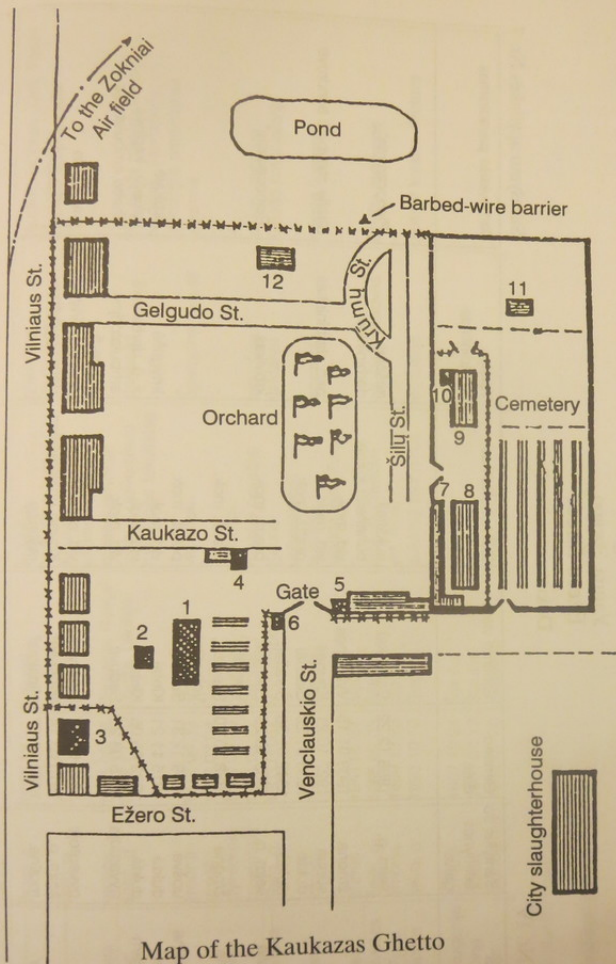 To the Zokniai
Air field
Pond
Barbed-wire barrier
Vilniaus St.
12
Krumh St.
11
Gelgudo St.
Orchard
Šilų St.
10
9
Cemetery
7
8
Kaukazo St.
4
Gate
5
6
1
2
3
Vilniaus St.
Venclauskio St.
Ežero St.
City slaughterhouse
Map of the Kaukazas Ghetto